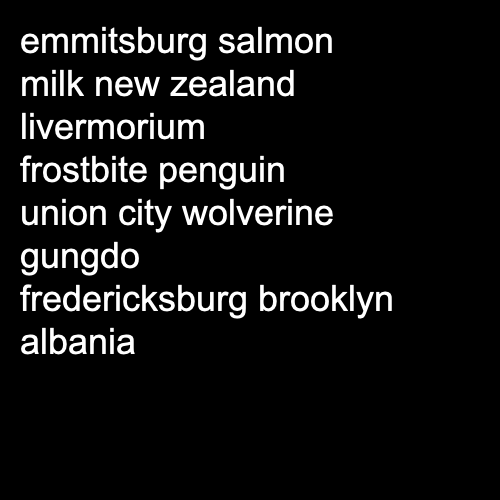 emmitsburg salmon
milk new zealand
livermorium
frostbite penguin
union city wolverine
gungdo
fredericksburg brooklyn
albania